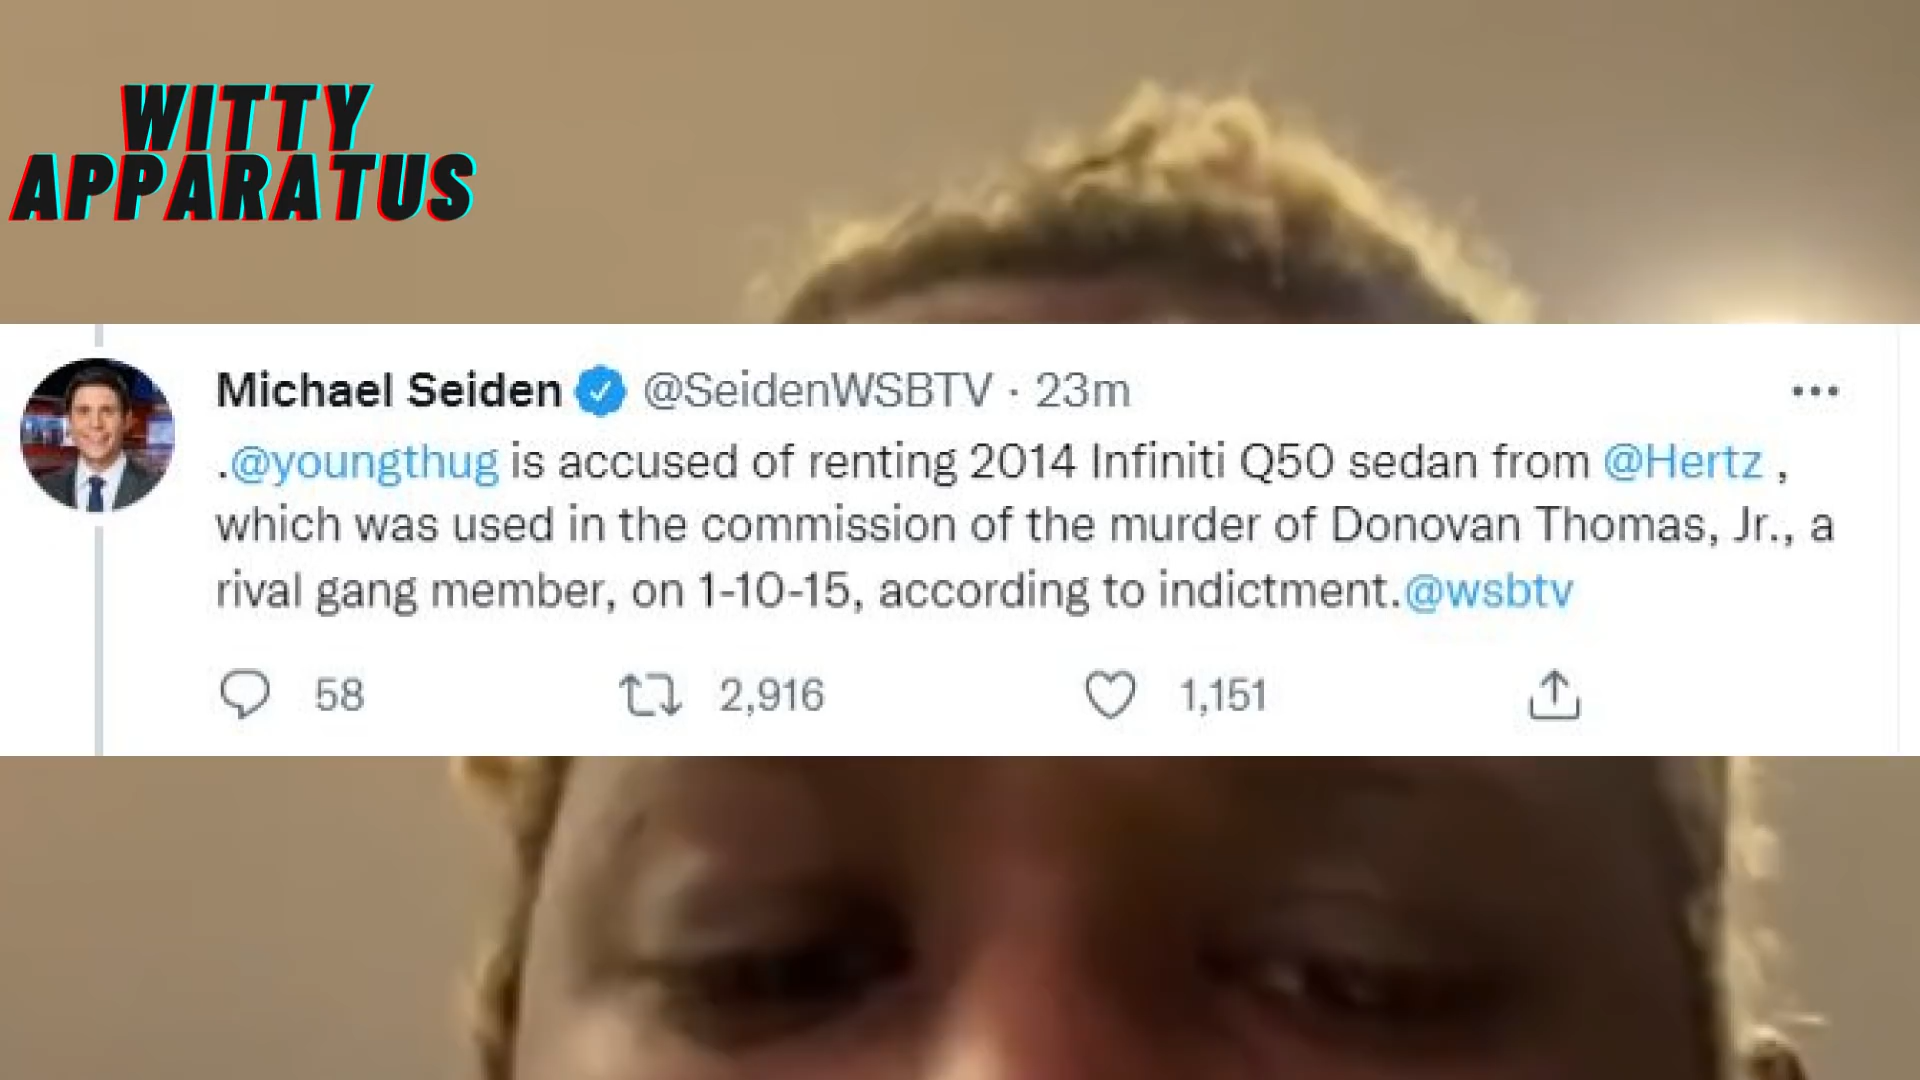 WITTY
APPARATUS
Michael Seiden @SeidenWSBTV · 23m
.@youngthug is accused of renting 2014 Infiniti Q50 sedan from @Hertz ,
which was used in the commission of the murder of Donovan Thomas, Jr., a
rival gang member, on 1-10-15, according to indictment.@wsbtv
58 2,916 1,151